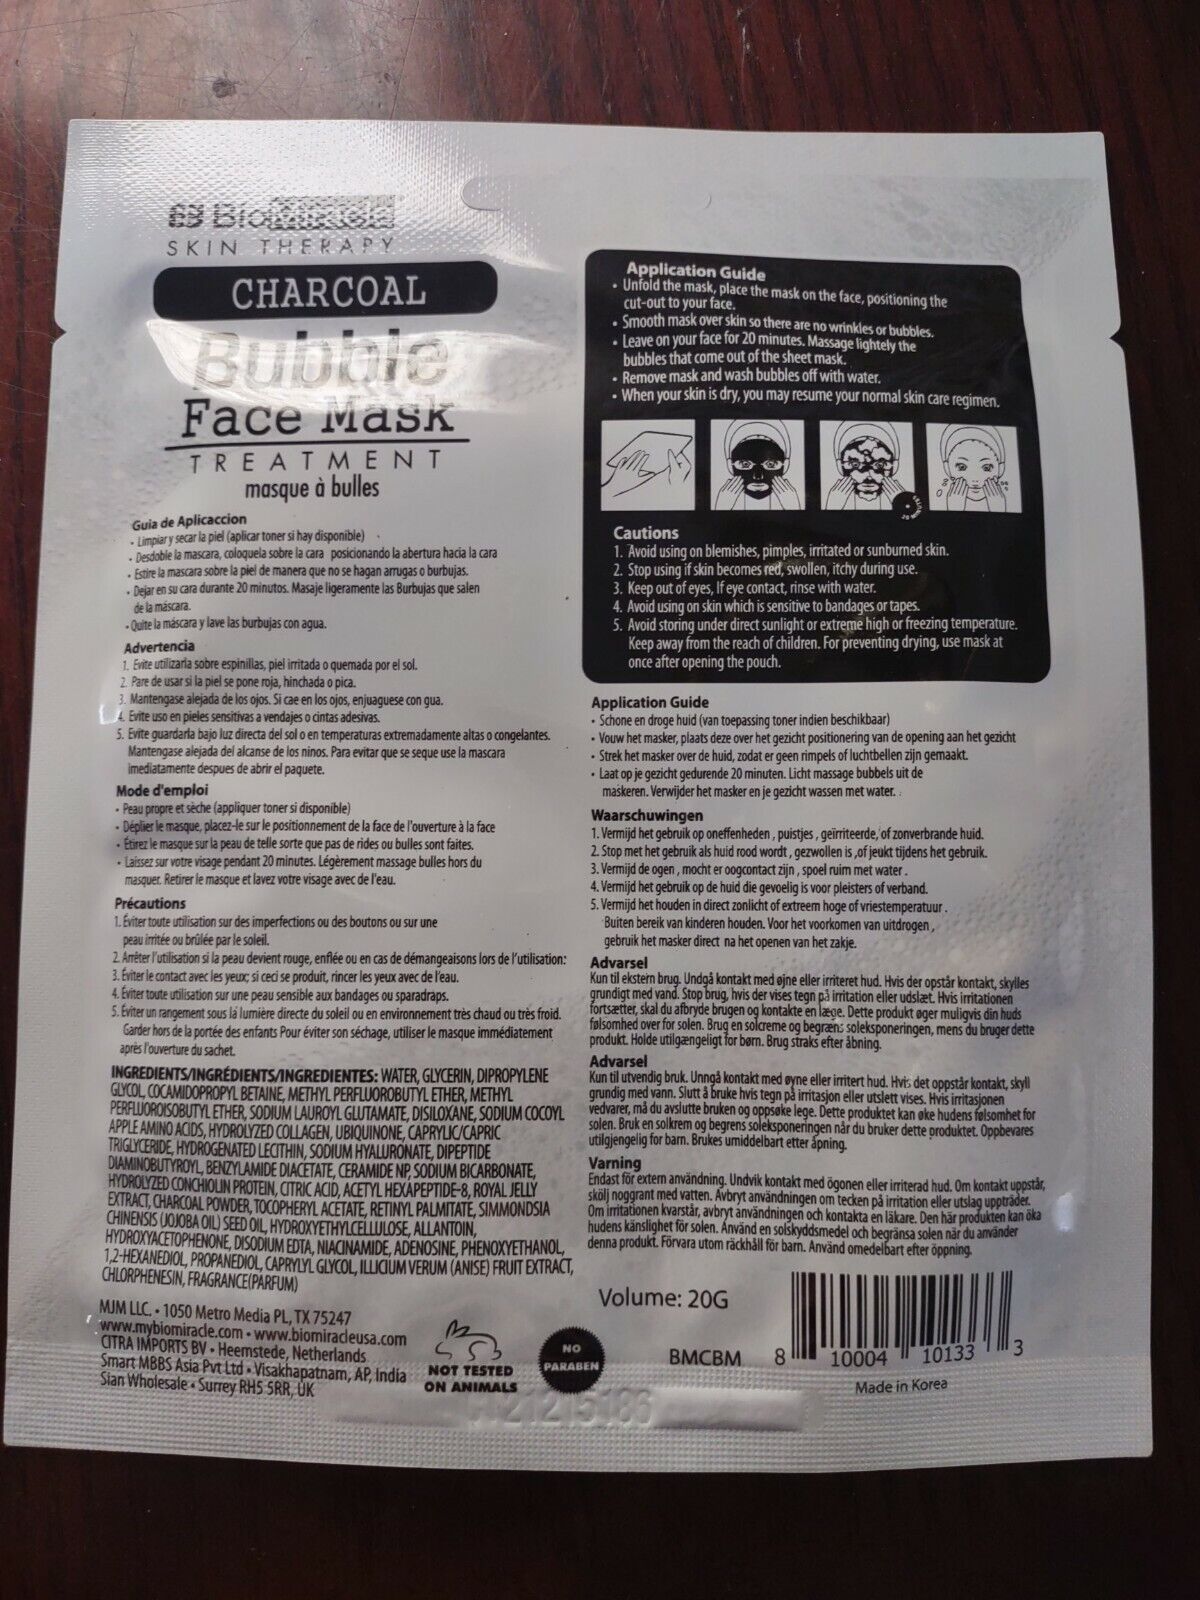 BioMiracle
SKIN THERAPY
CHARCOAL
Bubble
Face Mask
TREATMENT
masque à bulles
Guia de Aplicaccion
• Limpiar y secar la piel (aplicar toner si hay disponible)
• Desdoble la mascara, coloquela sobre la cara posicionando la abertura hacia la cara
• Estire la mascara sobre la piel de manera que no se hagan arrugas o burbujas.
• Dejar en su cara durante 20 minutos. Masaje ligeramente las Burbujas que salen
de la máscara.
• Quite la máscara y lave las burbujas con agua.
Advertencia
1. Evite utilizarla sobre espinillas, piel irritada o quemada por el sol.
2. Pare de usar si la piel se pone roja, hinchada o pica.
3. Mantengase alejada de los ojos. Si cae en los ojos, enjuaguese con gua.
4. Evite uso en pieles sensitivas a vendajes o cintas adesivas.
5. Evite guardarla bajo luz directa del sol o en temperaturas extremadamente altas o congelantes.
Mantengase alejada del alcanse de los ninos. Para evitar que se seque use la mascara
imediatamente despues de abrir el paquete.
Mode d'emploi
• Peau propre et sèche (appliquer toner si disponible)
• Déplier le masque, placez-le sur le positionnement de la face de l'ouverture à la face
• Étirez le masque sur la peau de telle sorte que pas de rides ou bulles sont faites.
• Laissez sur votre visage pendant 20 minutes. Légèrement massage bulles hors du
masquer. Retirer le masque et lavez votre visage avec de l'eau.
Précautions
1. Éviter toute utilisation sur des imperfections ou des boutons ou sur une
peau irritée ou brûlée par le soleil.
2. Arrêter l'utilisation si la peau devient rouge, enflée ou en cas de démangeaisons lors de l'utilisation:
3. Éviter le contact avec les yeux; si ceci se produit, rincer les yeux avec de l'eau.
4. Éviter toute utilisation sur une peau sensible aux bandages ou sparadraps.
5. Éviter un rangement sous la lumière directe du soleil ou en environnement très chaud ou très froid.
Garder hors de la portée des enfants Pour éviter son séchage, utiliser le masque immédiatement
après l'ouverture du sachet.
INGREDIENTS/INGRÉDIENTS/INGREDIENTES: WATER, GLYCERIN, DIPROPYLENE
GLYCOL, COCAMIDOPROPYL BETAINE, METHYL PERFLUOROBUTYL ETHER, METHYL
PERFLUOROISOBUTYL ETHER, SODIUM LAUROYL GLUTAMATE, DISILOXANE, SODIUM COCOYL
APPLE AMINO ACIDS, HYDROLYZED COLLAGEN, UBIQUINONE, CAPRYLIC/CAPRIC
TRIGLYCERIDE, HYDROGENATED LECITHIN, SODIUM HYALURONATE, DIPEPTIDE
DIAMINOBUTYROYL, BENZYLAMIDE DIACETATE, CERAMIDE NP, SODIUM BICARBONATE,
HYDROLYZED CONCHIOLIN PROTEIN, CITRIC ACID, ACETYL HEXAPEPTIDE-8, ROYAL JELLY
EXTRACT, CHARCOAL POWDER, TOCOPHERYL ACETATE, RETINYL PALMITATE, SIMMONDSIA
CHINENSIS (JOJOBA OIL) SEED OIL, HYDROXYETHYLCELLULOSE, ALLANTOIN,
HYDROXYACETOPHENONE, DISODIUM EDTA, NIACINAMIDE, ADENOSINE, PHENOXYETHANOL,
1,2-HEXANEDIOL, PROPANEDIOL, CAPRYLYL GLYCOL, ILLICIUM VERUM (ANISE) FRUIT EXTRACT,
CHLORPHENESIN, FRAGRANCE(PARFUM)
MJM LLC. • 1050 Metro Media PL, TX 75247
www.mybiomiracle.com • www.biomiracleusa.com
CITRA IMPORTS BV • Heemstede, Netherlands
Smart MBBS Asia Pvt Ltd • Visakhapatnam, AP, India
Sian Wholesale • Surrey RH5 5RR, UK
NOT TESTED
ON ANIMALS
NO
PARABEN
Application Guide
• Unfold the mask, place the mask on the face, positioning the
cut-out to your face.
• Smooth mask over skin so there are no wrinkles or bubbles.
• Leave on your face for 20 minutes. Massage lightely the
bubbles that come out of the sheet mask.
• Remove mask and wash bubbles off with water.
• When your skin is dry, you may resume your normal skin care regimen.
Cautions
1. Avoid using on blemishes, pimples, irritated or sunburned skin.
2. Stop using if skin becomes red, swollen, itchy during use.
3. Keep out of eyes, If eye contact, rinse with water.
4. Avoid using on skin which is sensitive to bandages or tapes.
5. Avoid storing under direct sunlight or extreme high or freezing temperature.
Keep away from the reach of children. For preventing drying, use mask at
once after opening the pouch.
Application Guide
• Schone en droge huid (van toepassing toner indien beschikbaar)
• Vouw het masker, plaats deze over het gezicht positionering van de opening aan het gezicht
• Strek het masker over de huid, zodat er geen rimpels of luchtbellen zijn gemaakt.
• Laat op je gezicht gedurende 20 minuten. Licht massage bubbels uit de
maskeren. Verwijder het masker en je gezicht wassen met water.
Waarschuwingen
1. Vermijd het gebruik op oneffenheden , puistjes , geïrriteerde, of zonverbrande huid.
2. Stop met het gebruik als huid rood wordt , gezwollen is ,of jeukt tijdens het gebruik.
3. Vermijd de ogen , mocht er oogcontact zijn , spoel ruim met water .
4. Vermijd het gebruik op de huid die gevoelig is voor pleisters of verband.
5. Vermijd het houden in direct zonlicht of extreem hoge of vriestemperatuur .
Buiten bereik van kinderen houden. Voor het voorkomen van uitdrogen ,
gebruik het masker direct na het openen van het zakje.
Advarsel
Kun til ekstern brug. Undgå kontakt med øjne eller irriteret hud. Hvis der opstår kontakt, skylles
grundigt med vand. Stop brug, hvis der vises tegn på irritation eller udslæt. Hvis irritationen
fortsætter, skal du afbryde brugen og kontakte en læge. Dette produkt øger muligvis din huds
følsomhed over for solen. Brug en solcreme og begræns soleksponeringen, mens du bruger dette
produkt. Holde utilgængeligt for børn. Brug straks efter åbning.
Advarsel
Kun til utvendig bruk. Unngå kontakt med øyne eller irritert hud. Hvis det oppstår kontakt, skyll
grundig med vann. Slutt å bruke hvis tegn på irritasjon eller utslett vises. Hvis irritasjonen
vedvarer, må du avslutte bruken og oppsøke lege. Dette produktet kan øke hudens følsomhet for
solen. Bruk en solkrem og begrens soleksponeringen når du bruker dette produktet. Oppbevares
utilgjengelig for barn. Brukes umiddelbart etter åpning.
Varning
Endast för extern användning. Undvik kontakt med ögonen eller irriterad hud. Om kontakt uppstår,
skölj noggrant med vatten. Avbryt användningen om tecken på irritation eller utslag uppträder.
Om irritationen kvarstår, avbryt användningen och kontakta en läkare. Den här produkten kan öka
hudens känslighet för solen. Använd en solskyddsmedel och begränsa solen när du använder
denna produkt. Förvara utom räckhåll för barn. Använd omedelbart efter öppning.
Volume: 20G
BMCBM
8 10004 10133 3
Made in Korea